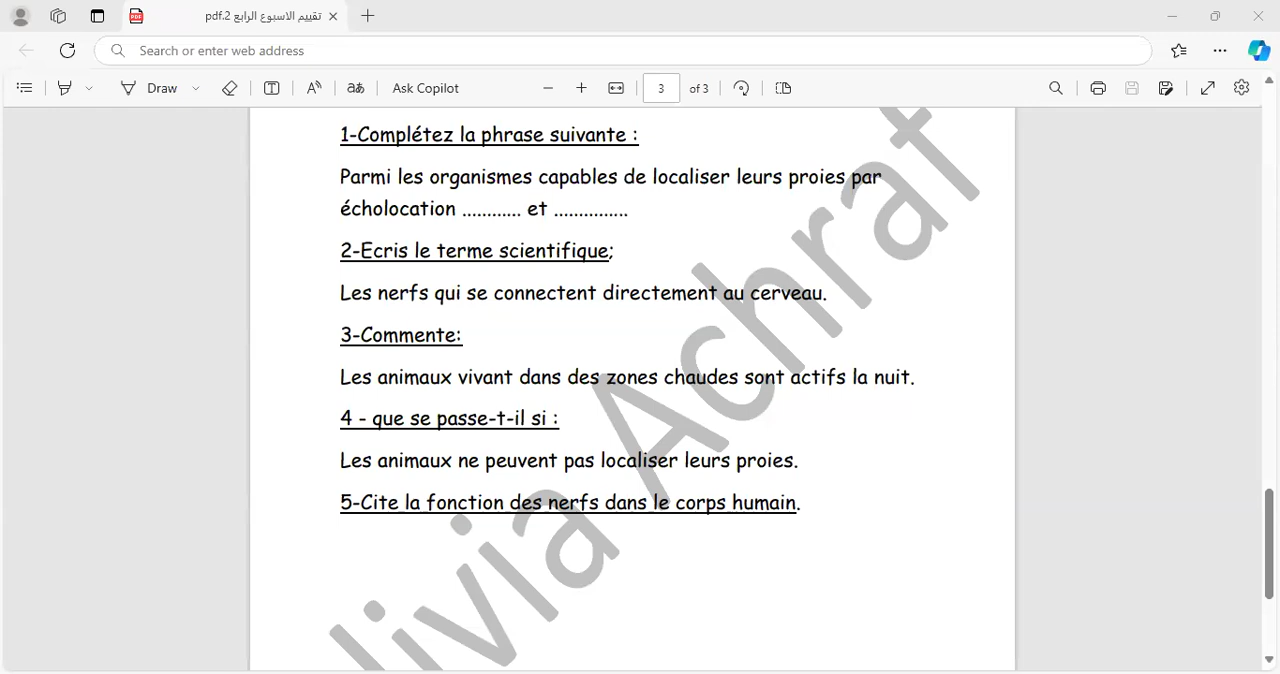 تقييم الاسبوع الرابع 2.pdf
Search or enter web address
Draw
Ask Copilot
3 of 3
1-Complétez la phrase suivante :
Parmi les organismes capables de localiser leurs proies par
écholocation ............ et ...............
2-Ecris le terme scientifique;
Les nerfs qui se connectent directement au cerveau.
3-Commente:
Les animaux vivant dans des zones chaudes sont actifs la nuit.
4 - que se passe-t-il si :
Les animaux ne peuvent pas localiser leurs proies.
5-Cite la fonction des nerfs dans le corps humain.
livia Achraf